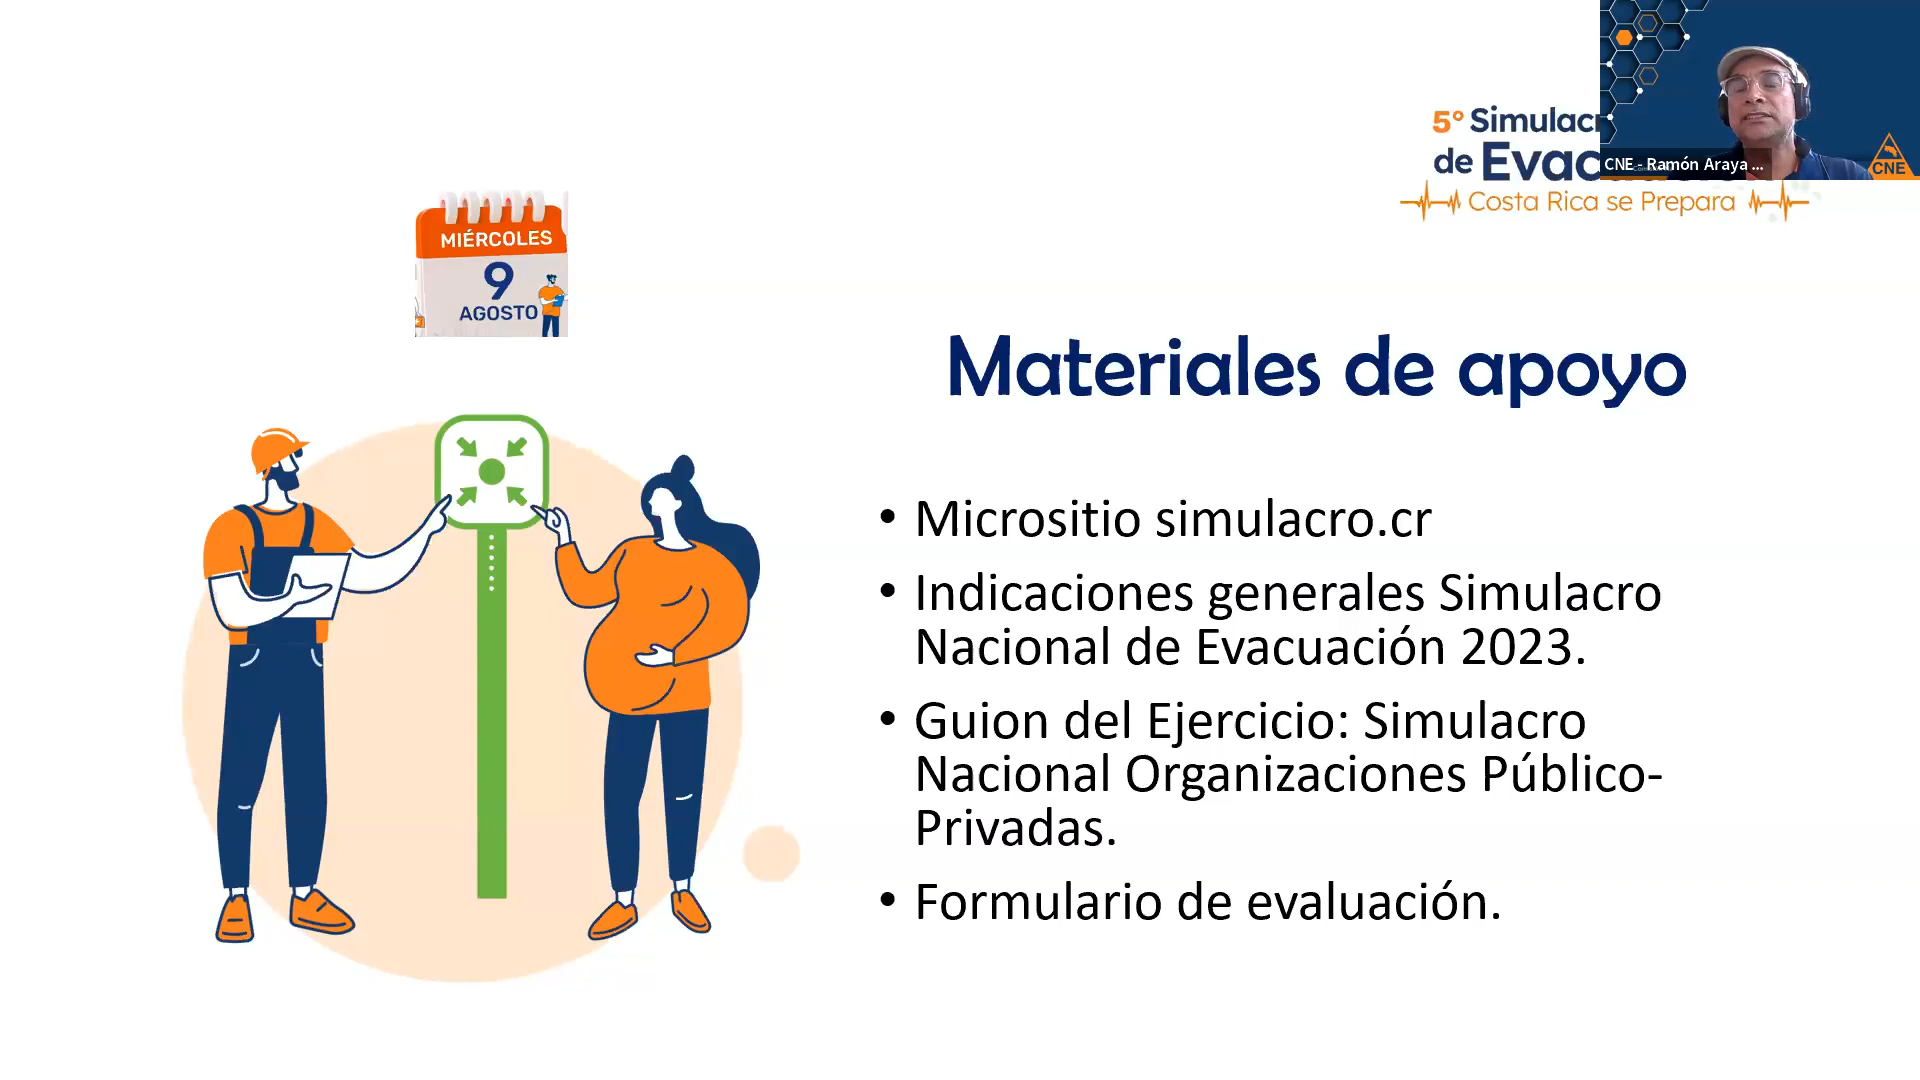 5° Simulac
de Evac
Costa Rica se Prepara
CNE - Ramón Araya ...
CNE
MIÉRCOLES
9
AGOSTO
Materiales de apoyo
• Micrositio simulacro.cr
• Indicaciones generales Simulacro
Nacional de Evacuación 2023.
• Guion del Ejercicio: Simulacro
Nacional Organizaciones Público-
Privadas.
• Formulario de evaluación.